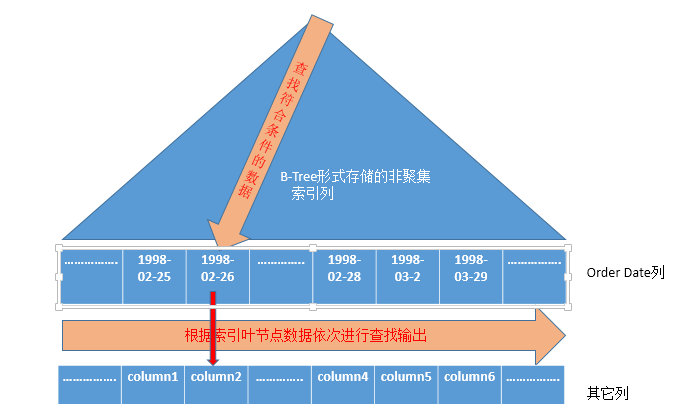 查找符合条件的数据
B-Tree形式存储的非聚集
索引列
................ 1998-02-25 1998-02-26 .............. 1998-02-28 1998-03-2 1998-03-29 ................
Order Date列
根据索引叶节点数据依次进行查找输出
................ column1 column2 .............. column4 column5 column6 ................
其它列